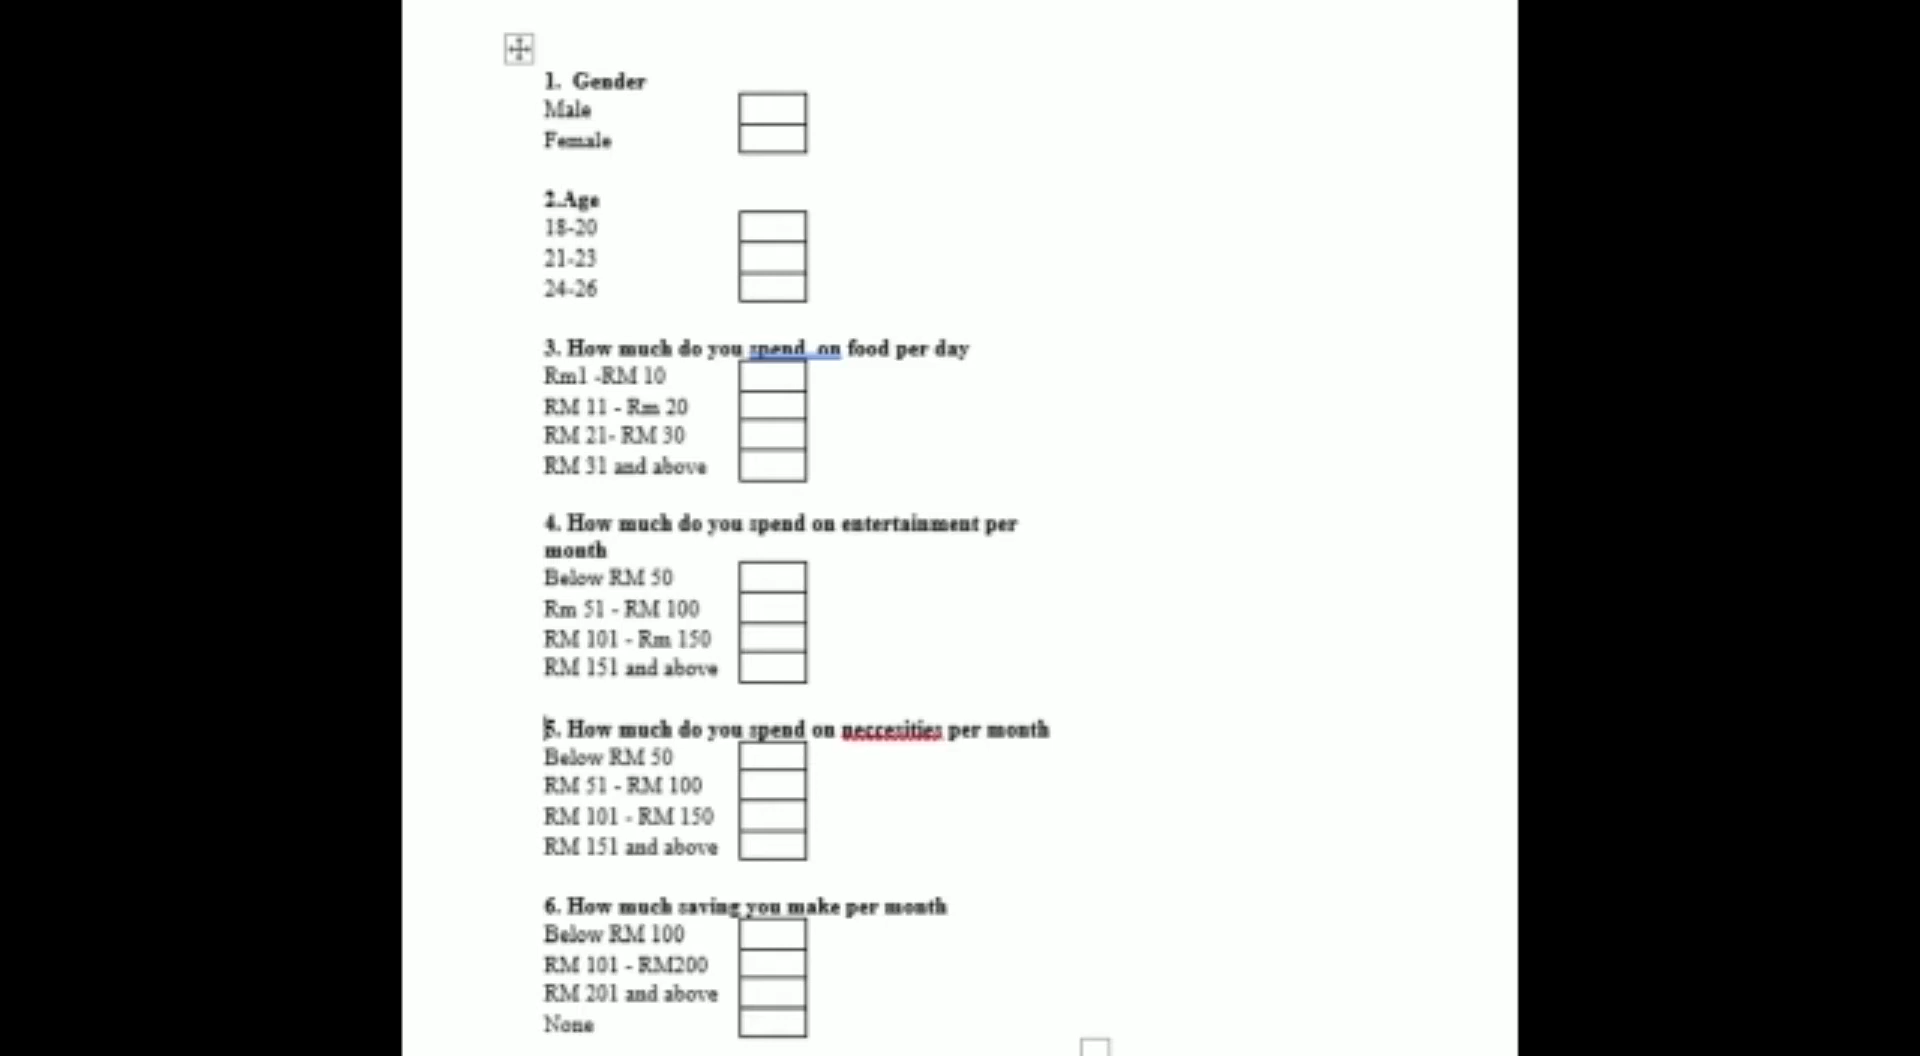 1. Gender
Male
Female
2.Age
18-20
21-23
24-26
3. How much do you spend on food per day
Rm1 -RM 10
RM 11 - Rm 20
RM 21- RM 30
RM 31 and above
4. How much do you spend on entertainment per
month
Below RM 50
Rm 51 - RM 100
RM 101 - Rm 150
RM 151 and above
5. How much do you spend on neccesities per month
Below RM 50
RM 51 - RM 100
RM 101 - RM 150
RM 151 and above
6. How much saving you make per month
Below RM 100
RM 101 - RM200
RM 201 and above
None